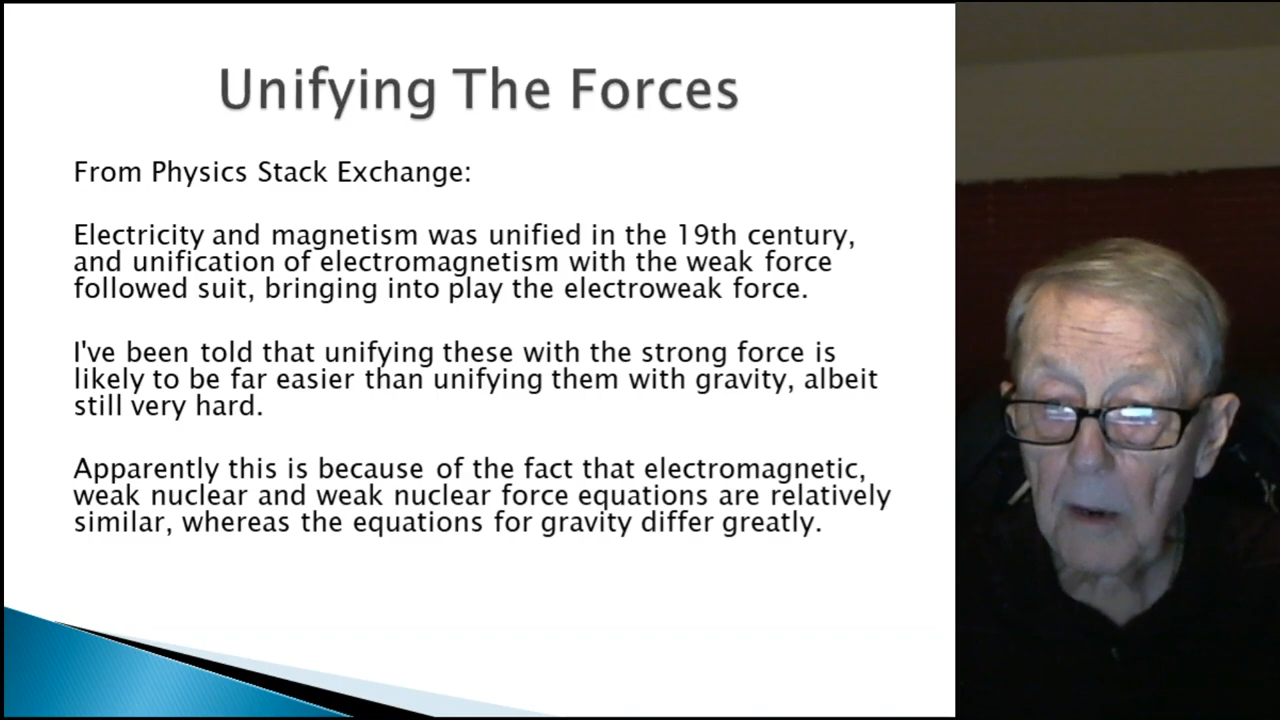 Unifying The Forces
From Physics Stack Exchange:
Electricity and magnetism was unified in the 19th century,
and unification of electromagnetism with the weak force
followed suit, bringing into play the electroweak force.
I've been told that unifying these with the strong force is
likely to be far easier than unifying them with gravity, albeit
still very hard.
Apparently this is because of the fact that electromagnetic,
weak nuclear and weak nuclear force equations are relatively
similar, whereas the equations for gravity differ greatly.